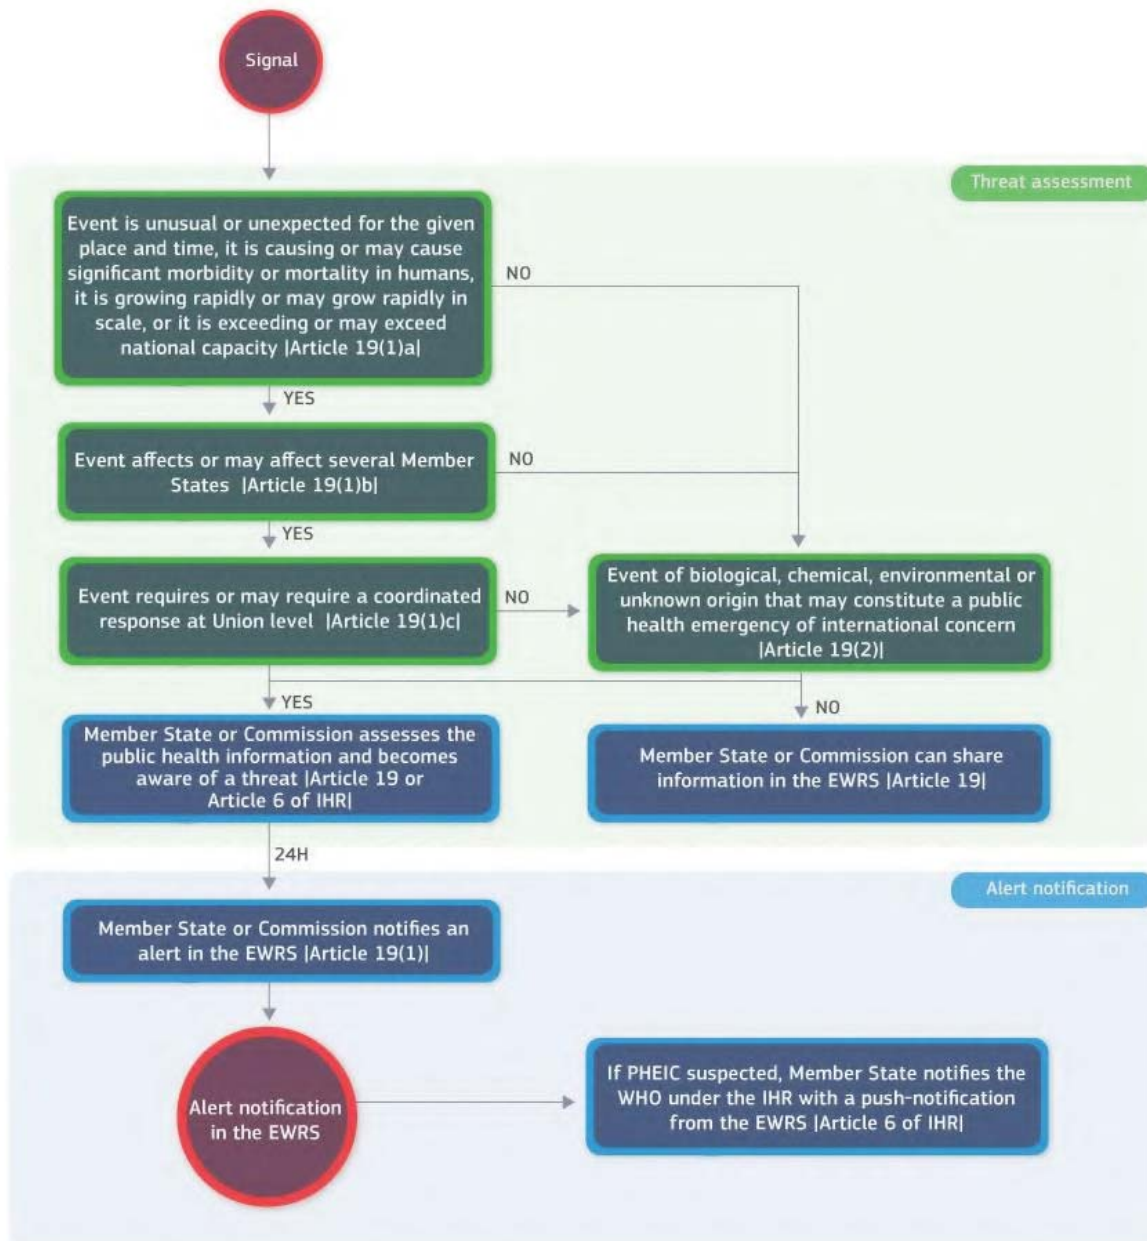 Signal
Threat assessment
Event is unusual or unexpected for the given
place and time, it is causing or may cause
significant morbidity or mortality in humans,
it is growing rapidly or may grow rapidly in
scale, or it is exceeding or may exceed
national capacity |Article 19(1)a|
NO
YES
Event affects or may affect several Member
States |Article 19(1)b|
NO
YES
Event requires or may require a coordinated
response at Union level |Article 19(1)c|
NO
Event of biological, chemical, environmental or
unknown origin that may constitute a public
health emergency of international concern
|Article 19(2)|
YES
NO
Member State or Commission assesses the
public health information and becomes
aware of a threat |Article 19 or
Article 6 of IHR|
Member State or Commission can share
information in the EWRS |Article 19|
24H
Alert notification
Member State or Commission notifies an
alert in the EWRS |Article 19(1)|
Alert notification
in the EWRS
If PHEIC suspected, Member State notifies the
WHO under the IHR with a push-notification
from the EWRS |Article 6 of IHR|